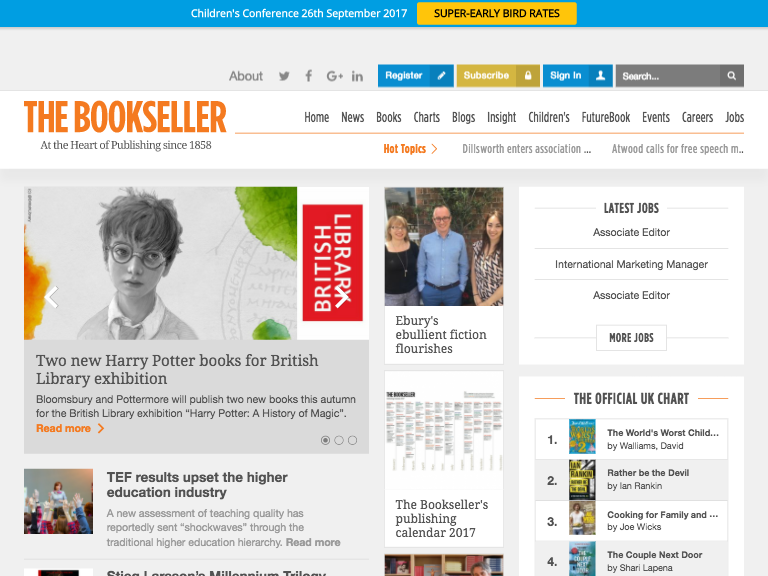 Children's Conference 26th September 2017 SUPER-EARLY BIRD RATES
About Register Subscribe Sign In Search...
THE BOOKSELLER
At the Heart of Publishing since 1858
Home News Books Charts Blogs Insight Children's FutureBook Events Careers Jobs
Hot Topics Dillsworth enters association ... Atwood calls for free speech m..
LIBRARY
BRITISH
Two new Harry Potter books for British
Library exhibition
Bloomsbury and Pottermore will publish two new books this autumn
for the British Library exhibition “Harry Potter: A History of Magic”.
Read more
TEF results upset the higher
education industry
A new assessment of teaching quality has
reportedly sent “shockwaves” through the
traditional higher education hierarchy. Read more
Stieg Larsson's Millennium Trilogy
Ebury's
ebullient fiction
flourishes
THE BOOKSELLER
The Bookseller's
publishing
calendar 2017
LATEST JOBS
Associate Editor
International Marketing Manager
Associate Editor
MORE JOBS
THE OFFICIAL UK CHART
1. The World's Worst Child...
by Walliams, David
2. Rather be the Devil
by Ian Rankin
3. Cooking for Family and ...
by Joe Wicks
4. The Couple Next Door
by Shari Lapena